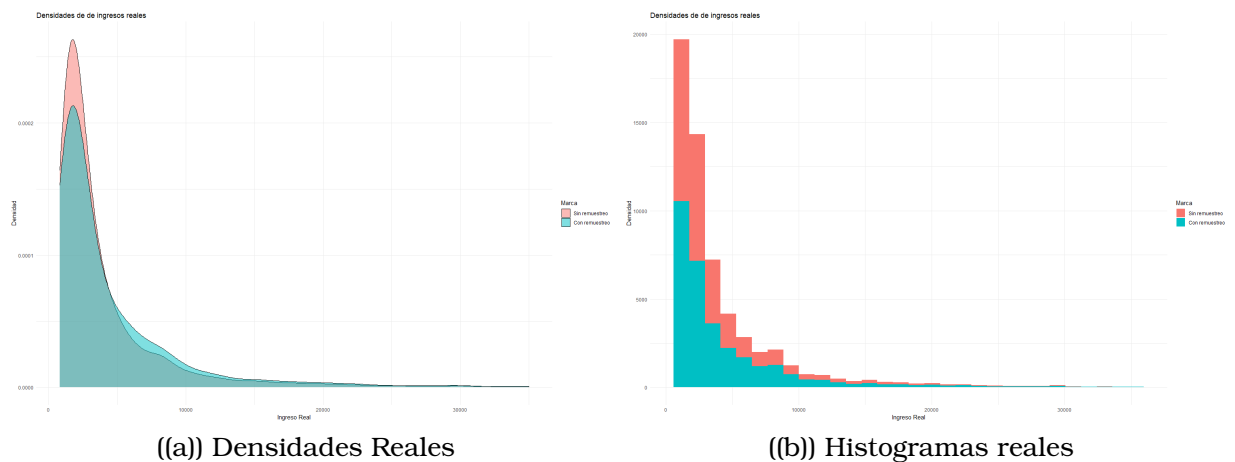 Densidades de de ingresos reales
0.0002
0.0001
0.0000
Densidad
0
10000
20000
30000
Ingreso Real
Marca
Sin remuestreo
Con remuestreo
((a)) Densidades Reales
Densidades de de ingresos reales
20000
15000
10000
5000
0
Densidad
0
10000
20000
30000
Ingreso Real
Marca
Sin remuestreo
Con remuestreo
((b)) Histogramas reales